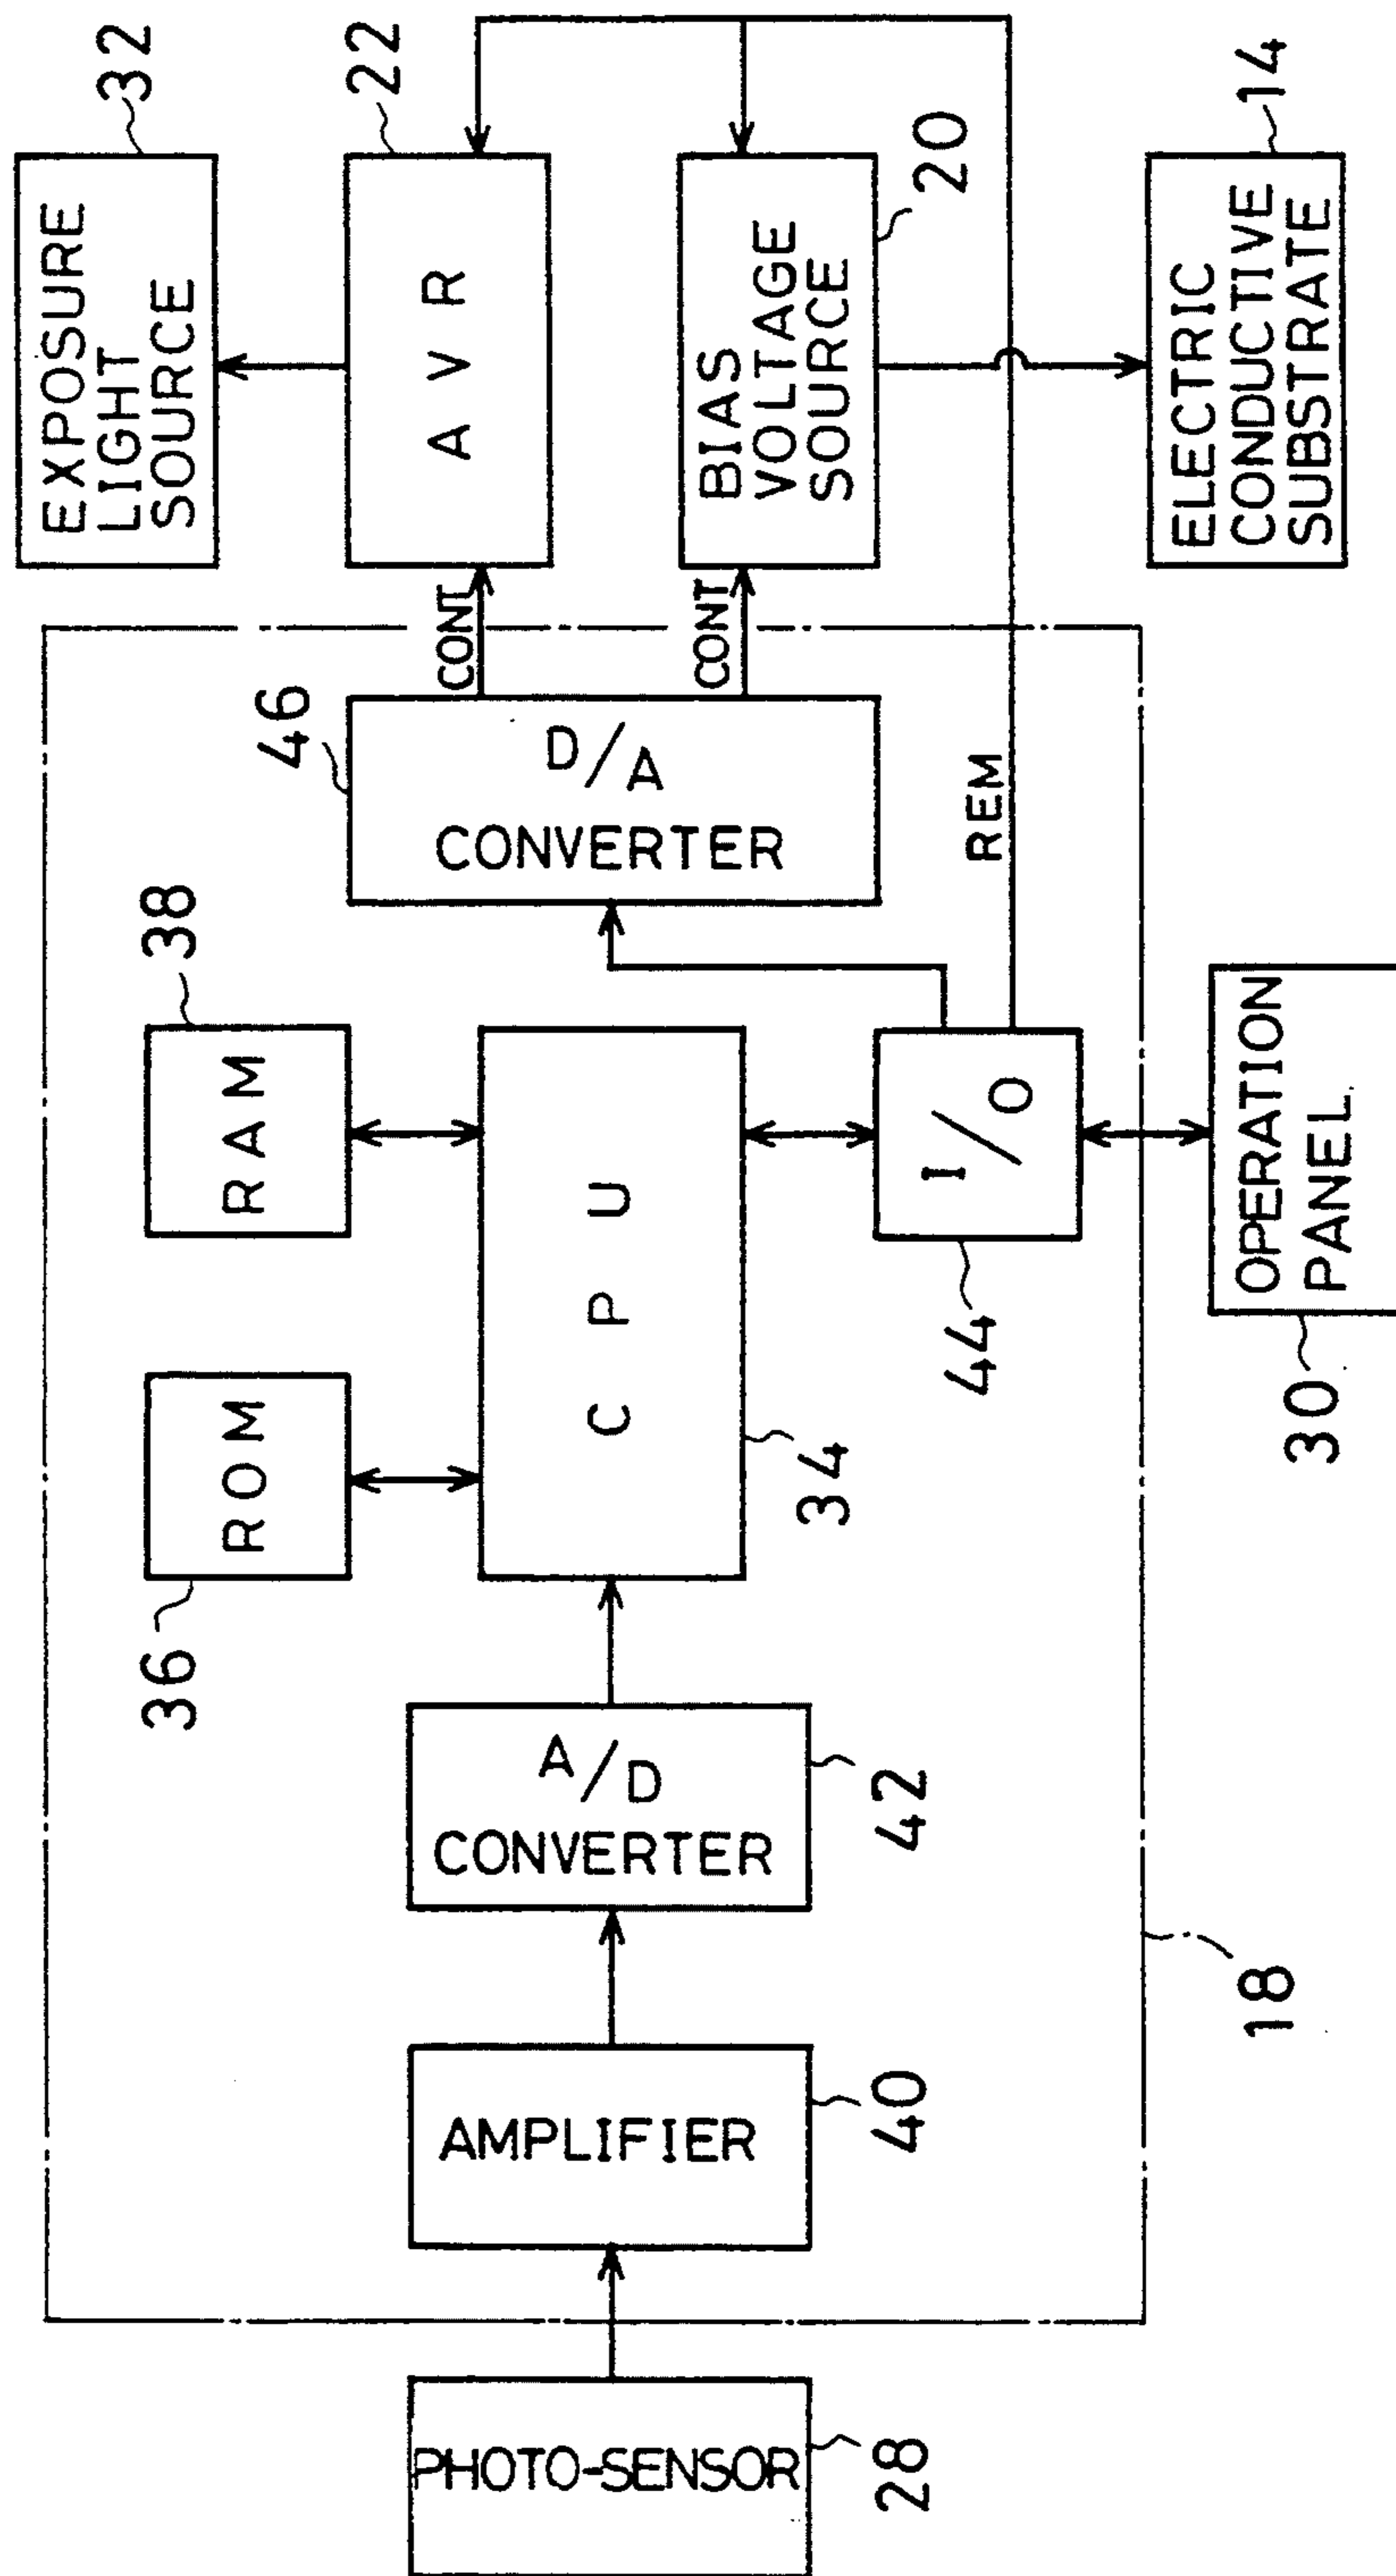 EXPOSURE
LIGHT
SOURCE
32
AVR
22
BIAS
VOLTAGE
SOURCE
20
ELECTRIC
CONDUCTIVE
SUBSTRATE
14
CONT
CONT
46
D/A
CONVERTER
REM
38
RAM
36
ROM
CPU
34
I/O
44
OPERATION
PANEL
30
A/D
CONVERTER
42
AMPLIFIER
40
18
PHOTO-SENSOR
28